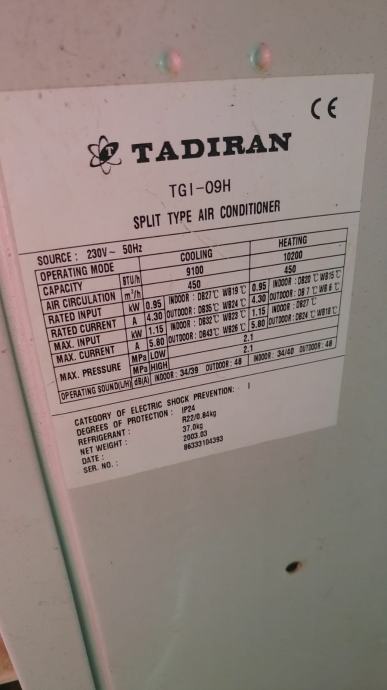 CE
TADIRAN
TGI-09H
SPLIT TYPE AIR CONDITIONER
SOURCE: 230V~ 50Hz
OPERATING MODE COOLING HEATING
CAPACITY BTU/h 9100 10200
AIR CIRCULATION m³/h 450 450
RATED INPUT kW 0.95 INDOOR: DB27℃ WB19℃ 0.95 INDOOR: DB20℃ WB15℃
RATED CURRENT A 4.30 OUTDOOR: DB35℃ WB24℃ 4.30 OUTDOOR: DB 7℃ WB 6℃
MAX. INPUT kW 1.15 INDOOR: DB32℃ WB23℃ 1.15 INDOOR: DB27℃
MAX. CURRENT A 5.80 OUTDOOR: DB43℃ WB26℃ 5.80 OUTDOOR: DB24℃ WB18℃
MAX. PRESSURE MPa LOW 2.1
MPa HIGH 2.1
OPERATING SOUND(L/H) dB(A) INDOOR: 34/39 OUTDOOR: 48 INDOOR: 34/40 OUTDOOR: 48
CATEGORY OF ELECTRIC SHOCK PREVENTION: I
DEGREES OF PROTECTION: IP24
REFRIGERANT: R22/0.84kg
NET WEIGHT: 37.0kg
DATE: 2003.03
SER. NO.: 86333104393